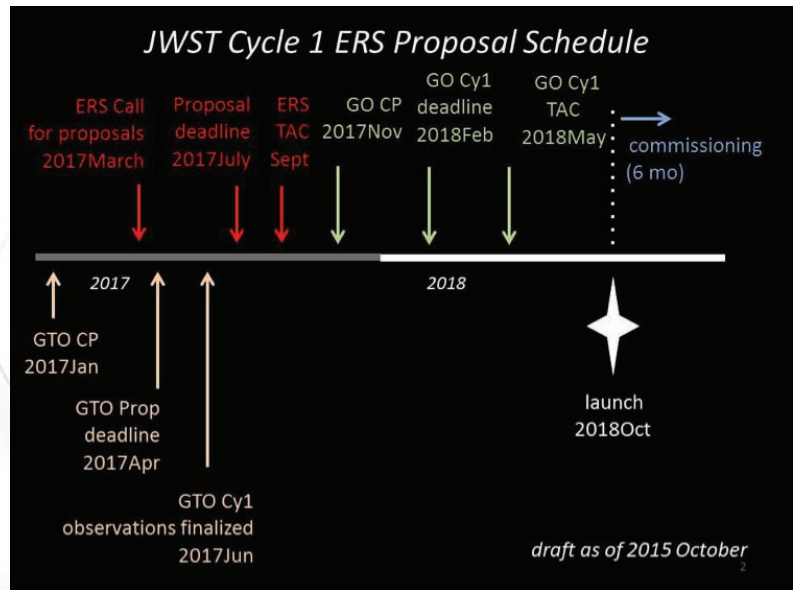 JWST Cycle 1 ERS Proposal Schedule
ERS Call
for proposals
2017March
Proposal
deadline
2017July
ERS
TAC
Sept
GO CP
2017Nov
GO Cy1
deadline
2018Feb
GO Cy1
TAC
2018May
commissioning
(6 mo)
2017
2018
GTO CP
2017Jan
GTO Prop
deadline
2017Apr
GTO Cy1
observations finalized
2017Jun
launch
2018Oct
draft as of 2015 October
2